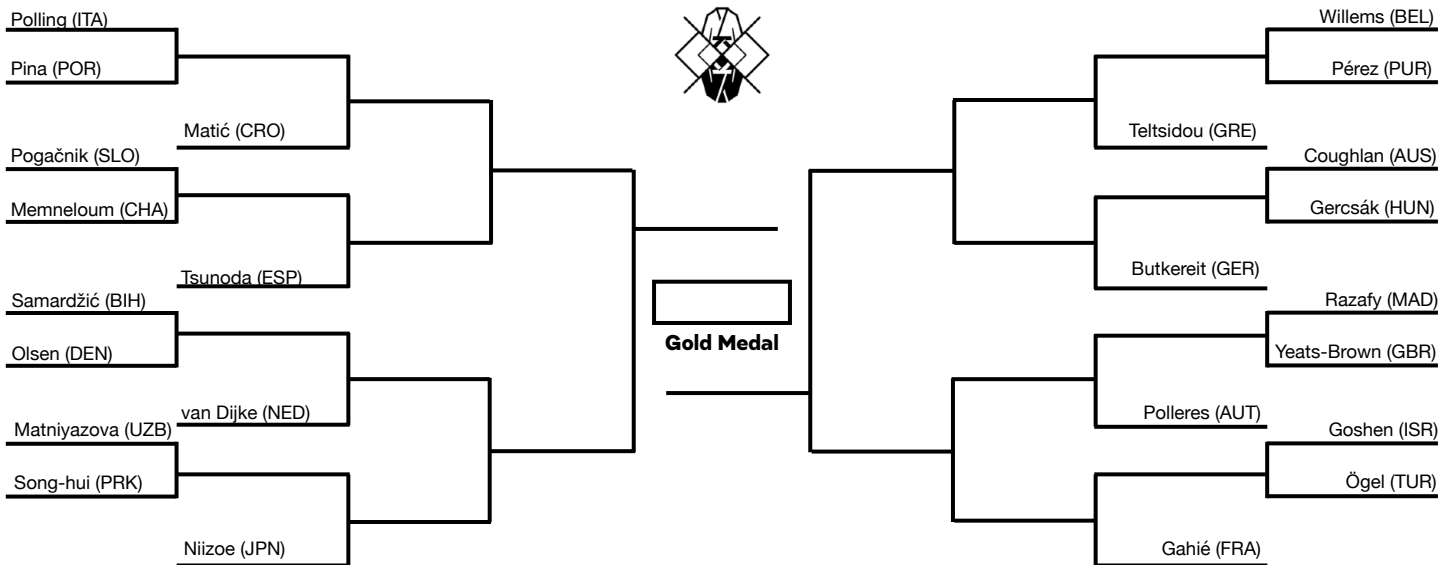 Polling (ITA)
Pina (POR)
Matić (CRO)
Pogačnik (SLO)
Memneloum (CHA)
Tsunoda (ESP)
Samardžić (BIH)
Olsen (DEN)
van Dijke (NED)
Matniyazova (UZB)
Song-hui (PRK)
Niizoe (JPN)
Gold Medal
Willems (BEL)
Pérez (PUR)
Teltsidou (GRE)
Coughlan (AUS)
Gercsák (HUN)
Butkereit (GER)
Razafy (MAD)
Yeats-Brown (GBR)
Polleres (AUT)
Goshen (ISR)
Ögel (TUR)
Gahié (FRA)